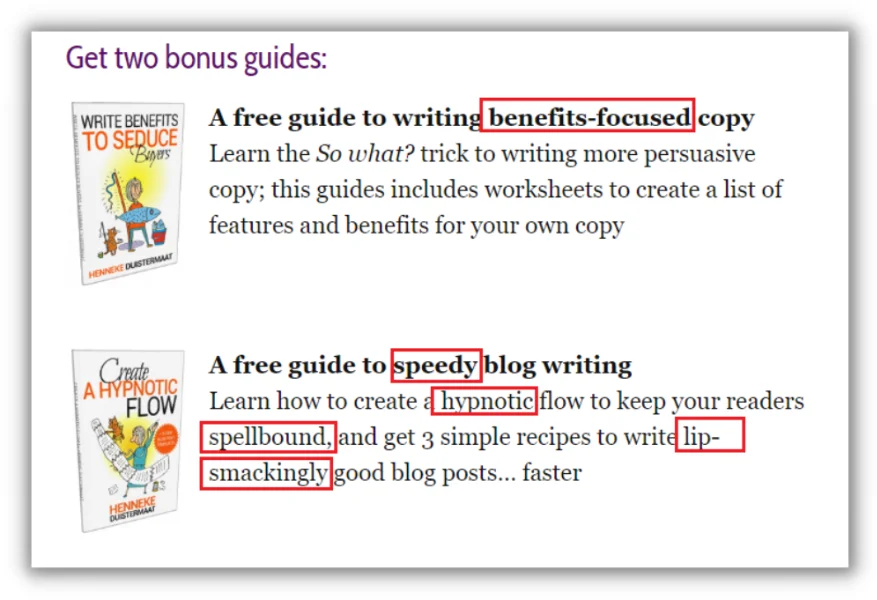 Get two bonus guides:
WRITE BENEFITS
TO SEDUCE
Buyers
HENNEKE DUISTERMAAT
A free guide to writing benefits-focused copy
Learn the So what? trick to writing more persuasive
copy; this guides includes worksheets to create a list of
features and benefits for your own copy
Create
A HYPNOTIC
FLOW
HENNEKE
DUISTERMAAT
A free guide to speedy blog writing
Learn how to create a hypnotic flow to keep your readers
spellbound, and get 3 simple recipes to write lip-
smackingly good blog posts... faster